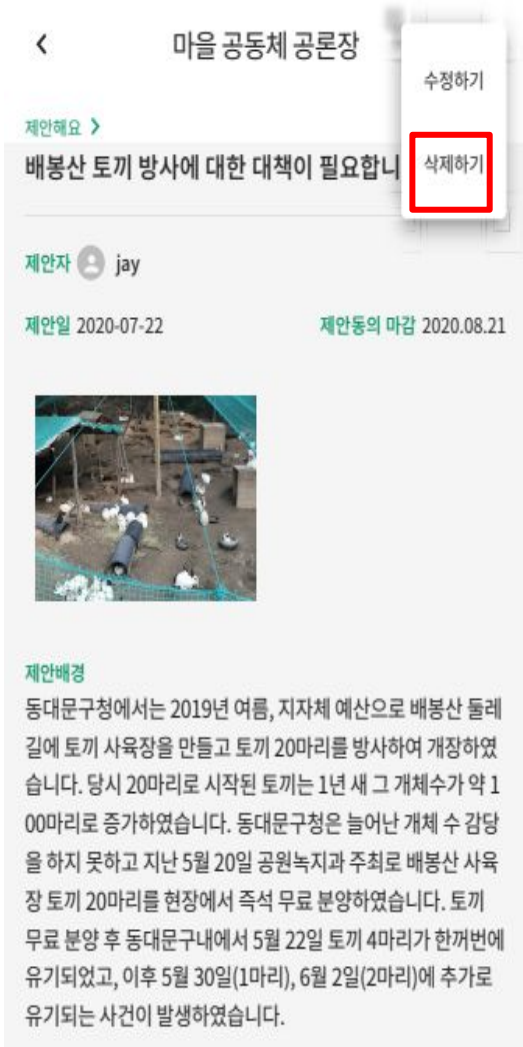 마을 공동체 공론장
수정하기
제안해요
배봉산 토끼 방사에 대한 대책이 필요합니
삭제하기
제안자 jay
제안일 2020-07-22 제안동의 마감 2020.08.21
제안배경
동대문구청에서는 2019년 여름, 지자체 예산으로 배봉산 둘레
길에 토끼 사육장을 만들고 토끼 20마리를 방사하여 개장하였
습니다. 당시 20마리로 시작된 토끼는 1년 새 그 개체수가 약 1
00마리로 증가하였습니다. 동대문구청은 늘어난 개체 수 감당
을 하지 못하고 지난 5월 20일 공원녹지과 주최로 배봉산 사육
장 토끼 20마리를 현장에서 즉석 무료 분양하였습니다. 토끼
무료 분양 후 동대문구내에서 5월 22일 토끼 4마리가 한꺼번에
유기되었고, 이후 5월 30일(1마리), 6월 2일(2마리)에 추가로
유기되는 사건이 발생하였습니다.